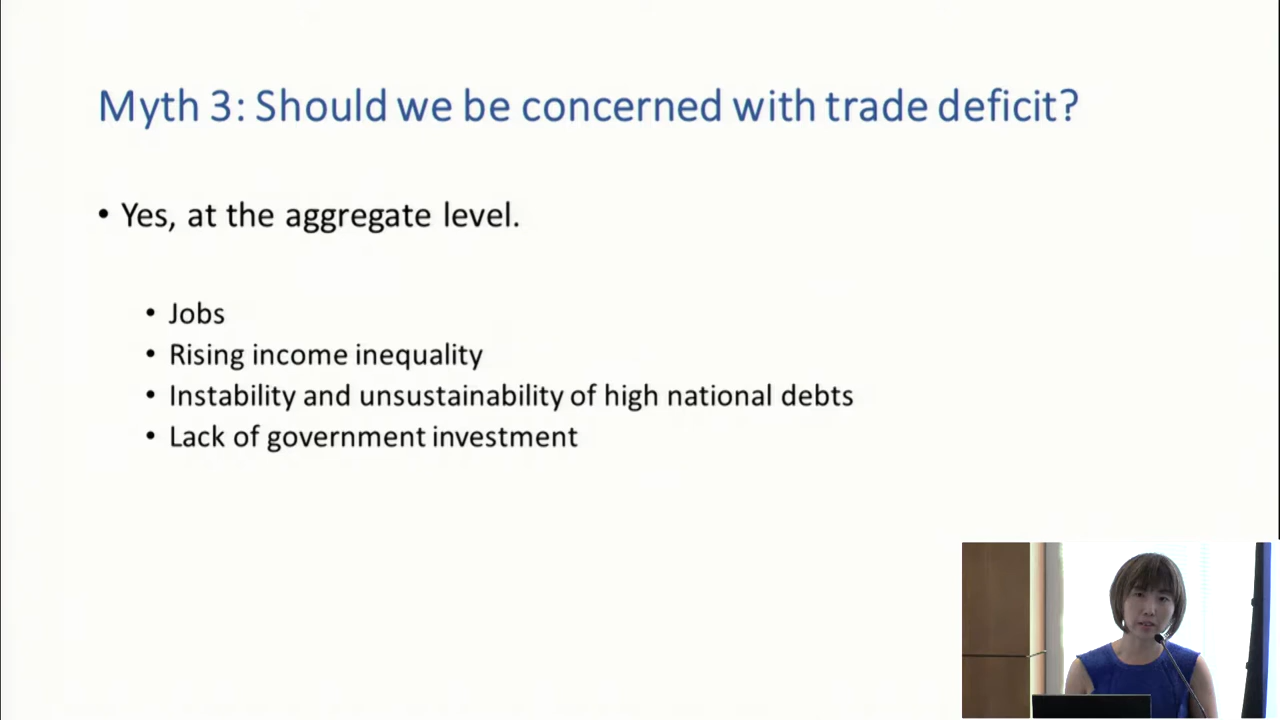 Myth 3: Should we be concerned with trade deficit?
• Yes, at the aggregate level.
• Jobs
• Rising income inequality
• Instability and unsustainability of high national debts
• Lack of government investment